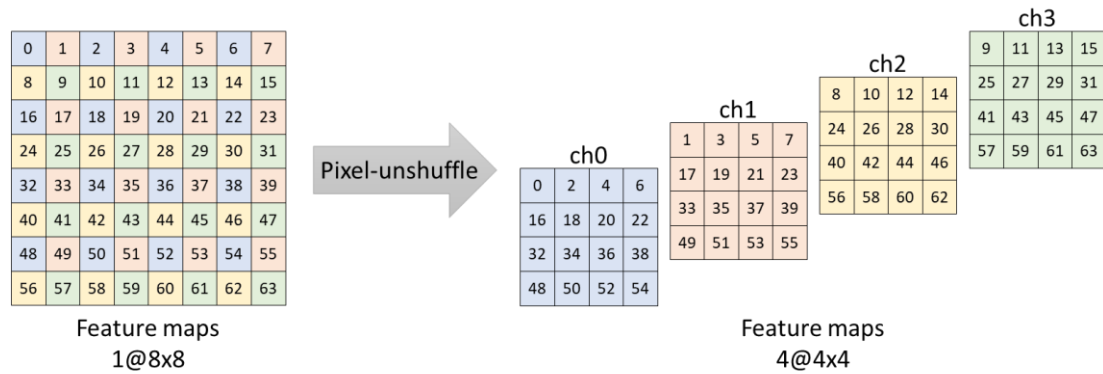 0 1 2 3 4 5 6 7
8 9 10 11 12 13 14 15
16 17 18 19 20 21 22 23
24 25 26 27 28 29 30 31
32 33 34 35 36 37 38 39
40 41 42 43 44 45 46 47
48 49 50 51 52 53 54 55
56 57 58 59 60 61 62 63
Feature maps
1@8x8
Pixel-unshuffle
ch0
0 2 4 6
16 18 20 22
32 34 36 38
48 50 52 54
ch1
1 3 5 7
17 19 21 23
33 35 37 39
49 51 53 55
ch2
8 10 12 14
24 26 28 30
40 42 44 46
56 58 60 62
ch3
9 11 13 15
25 27 29 31
41 43 45 47
57 59 61 63
Feature maps
4@4x4